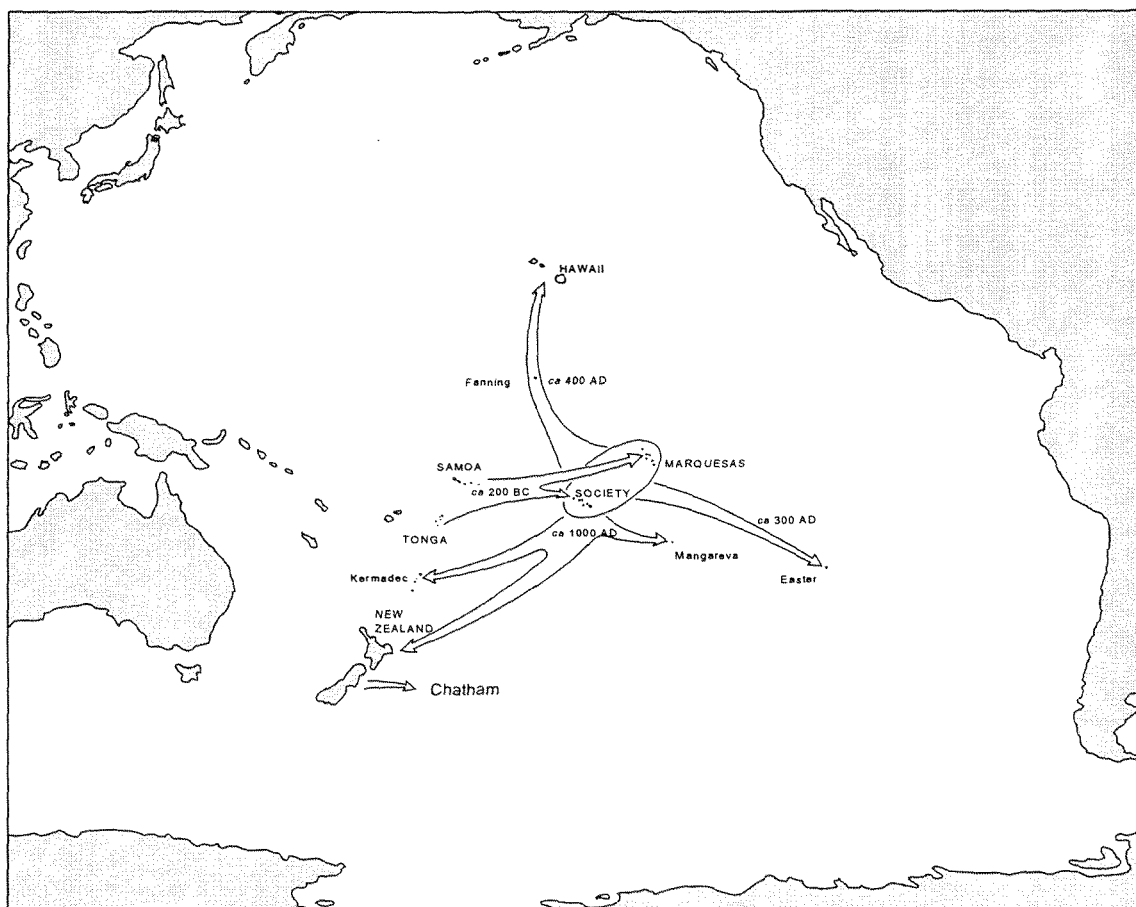 HAWAII
Fanning
ca 400 AD
SAMOA
MARQUESAS
ca 200 BC
SOCIETY
ca 300 AD
TONGA
ca 1000 AD
Mangareva
Kermadec
Easter
NEW
ZEALAND
Chatham